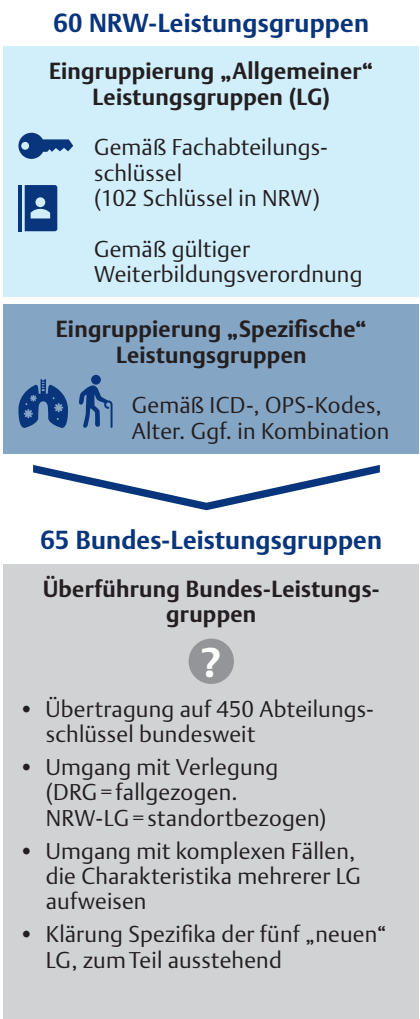 60 NRW-Leistungsgruppen
Eingruppierung „Allgemeiner“
Leistungsgruppen (LG)
Gemäß Fachabteilungs-
schlüssel
(102 Schlüssel in NRW)
Gemäß gültiger
Weiterbildungsverordnung
Eingruppierung „Spezifische“
Leistungsgruppen
Gemäß ICD-, OPS-Kodes,
Alter. Ggf. in Kombination
65 Bundes-Leistungsgruppen
Überführung Bundes-Leistungs-
gruppen
?
• Übertragung auf 450 Abteilungs-
schlüssel bundesweit
• Umgang mit Verlegung
(DRG = fallgezogen.
NRW-LG = standortbezogen)
• Umgang mit komplexen Fällen,
die Charakteristika mehrerer LG
aufweisen
• Klärung Spezifika der fünf „neuen“
LG, zum Teil ausstehend